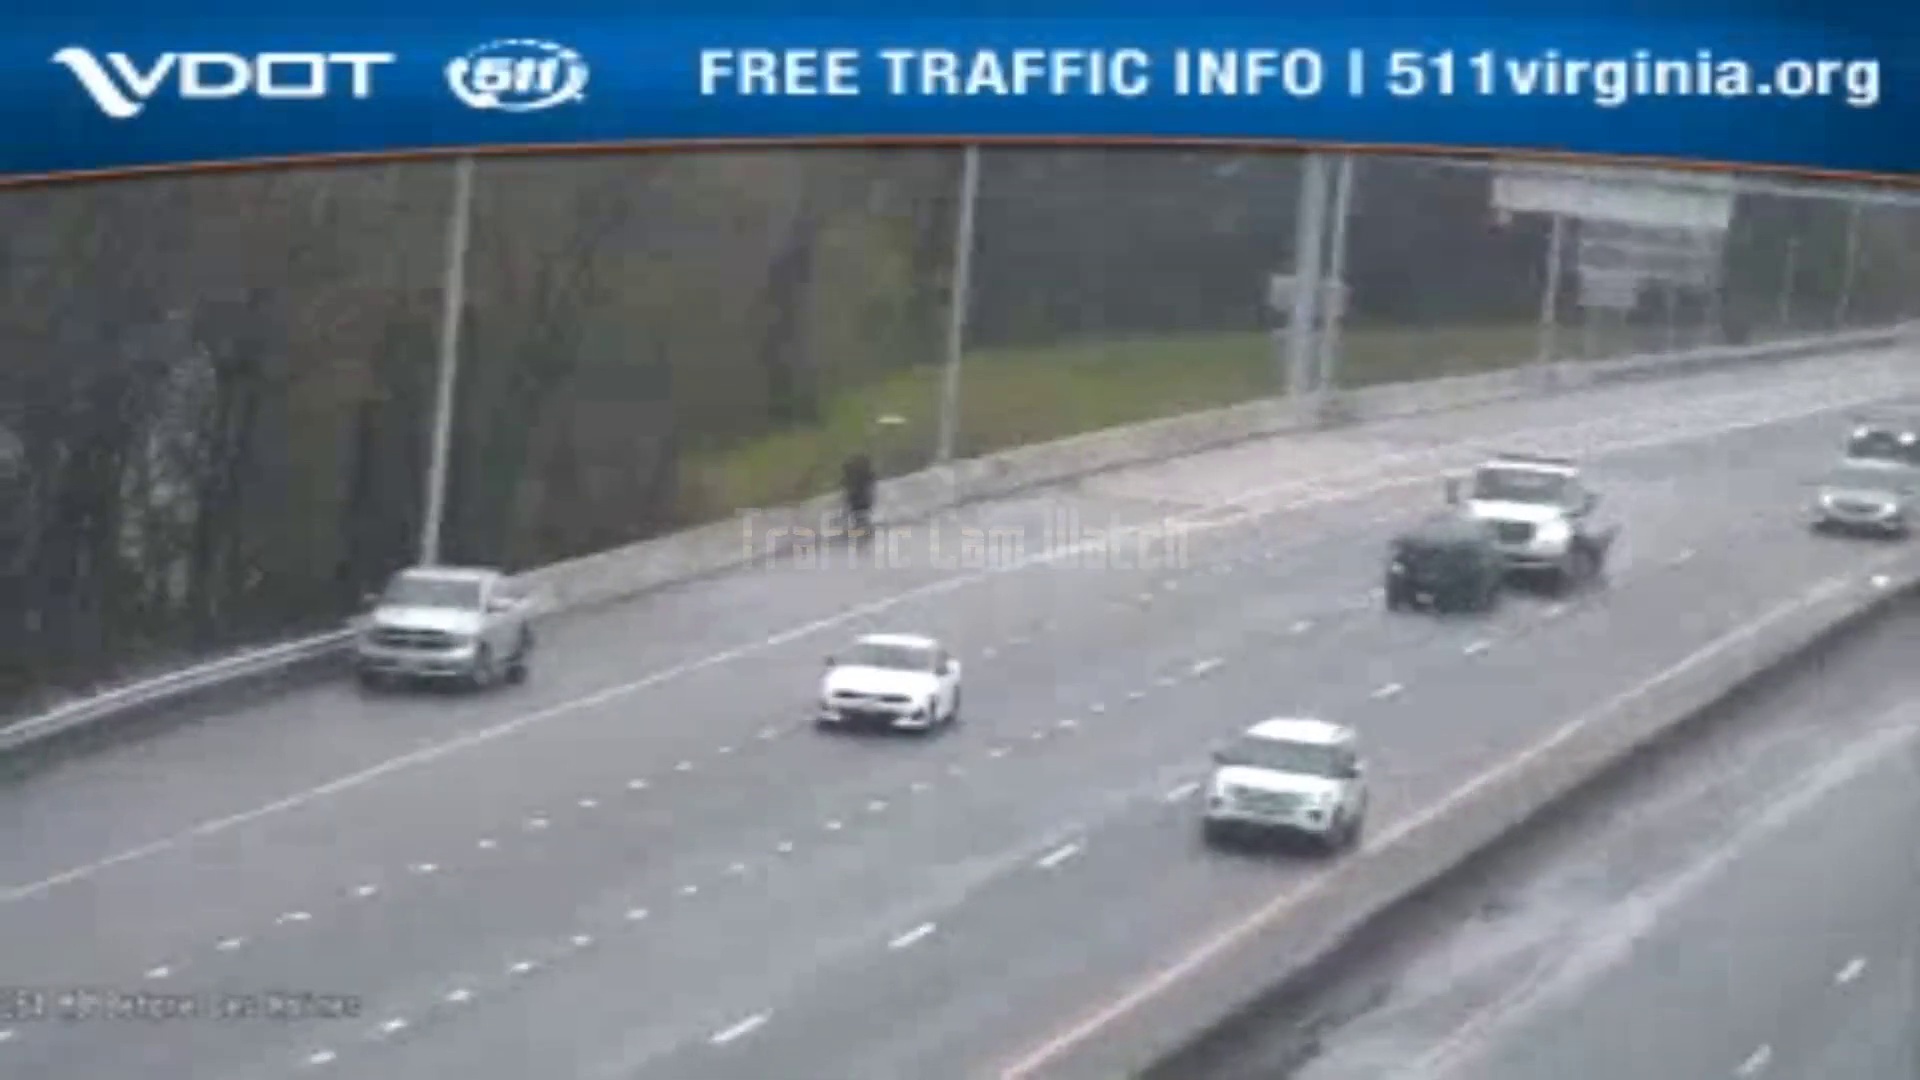 VDOT 511 FREE TRAFFIC INFO | 511virginia.org
Traffic Cam Watch